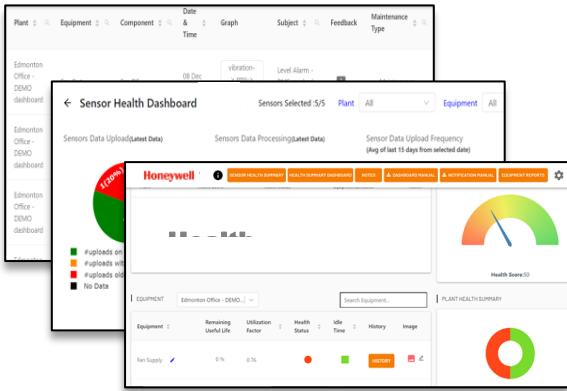 Plant Equipment Component Date & Time Graph Subject Feedback Maintenance Type
Edmonton Office - DEMO dashboard
08 Dec
vibration-
Level Alarm -
Edmonton Office - DEMO dashboard
Edmonton Office - DEMO dashboard
← Sensor Health Dashboard Sensors Selected :5/5 Plant All Equipment All
Sensors Data Upload(Latest Data) Sensors Data Processing(Latest Data) Sensor Data Upload Frequency
(Avg of last 15 days from selected date)
1(20%)
#uploads on
#uploads wit
#uploads old
No Data
Honeywell SENSOR HEALTH SUMMARY HEALTH SUMMARY DASHBOARD NOTES DASHBOARD MANUAL NOTIFICATION MANUAL EQUIPMENT REPORTS
Health Score:50
EQUIPMENT Edmonton Office - DEMO... Search Equipment... PLANT HEALTH SUMMARY
Equipment Remaining Useful Life Utilization Factor Health Status Idle Time History Image
Fan Supply 0 % 0.76 HISTORY